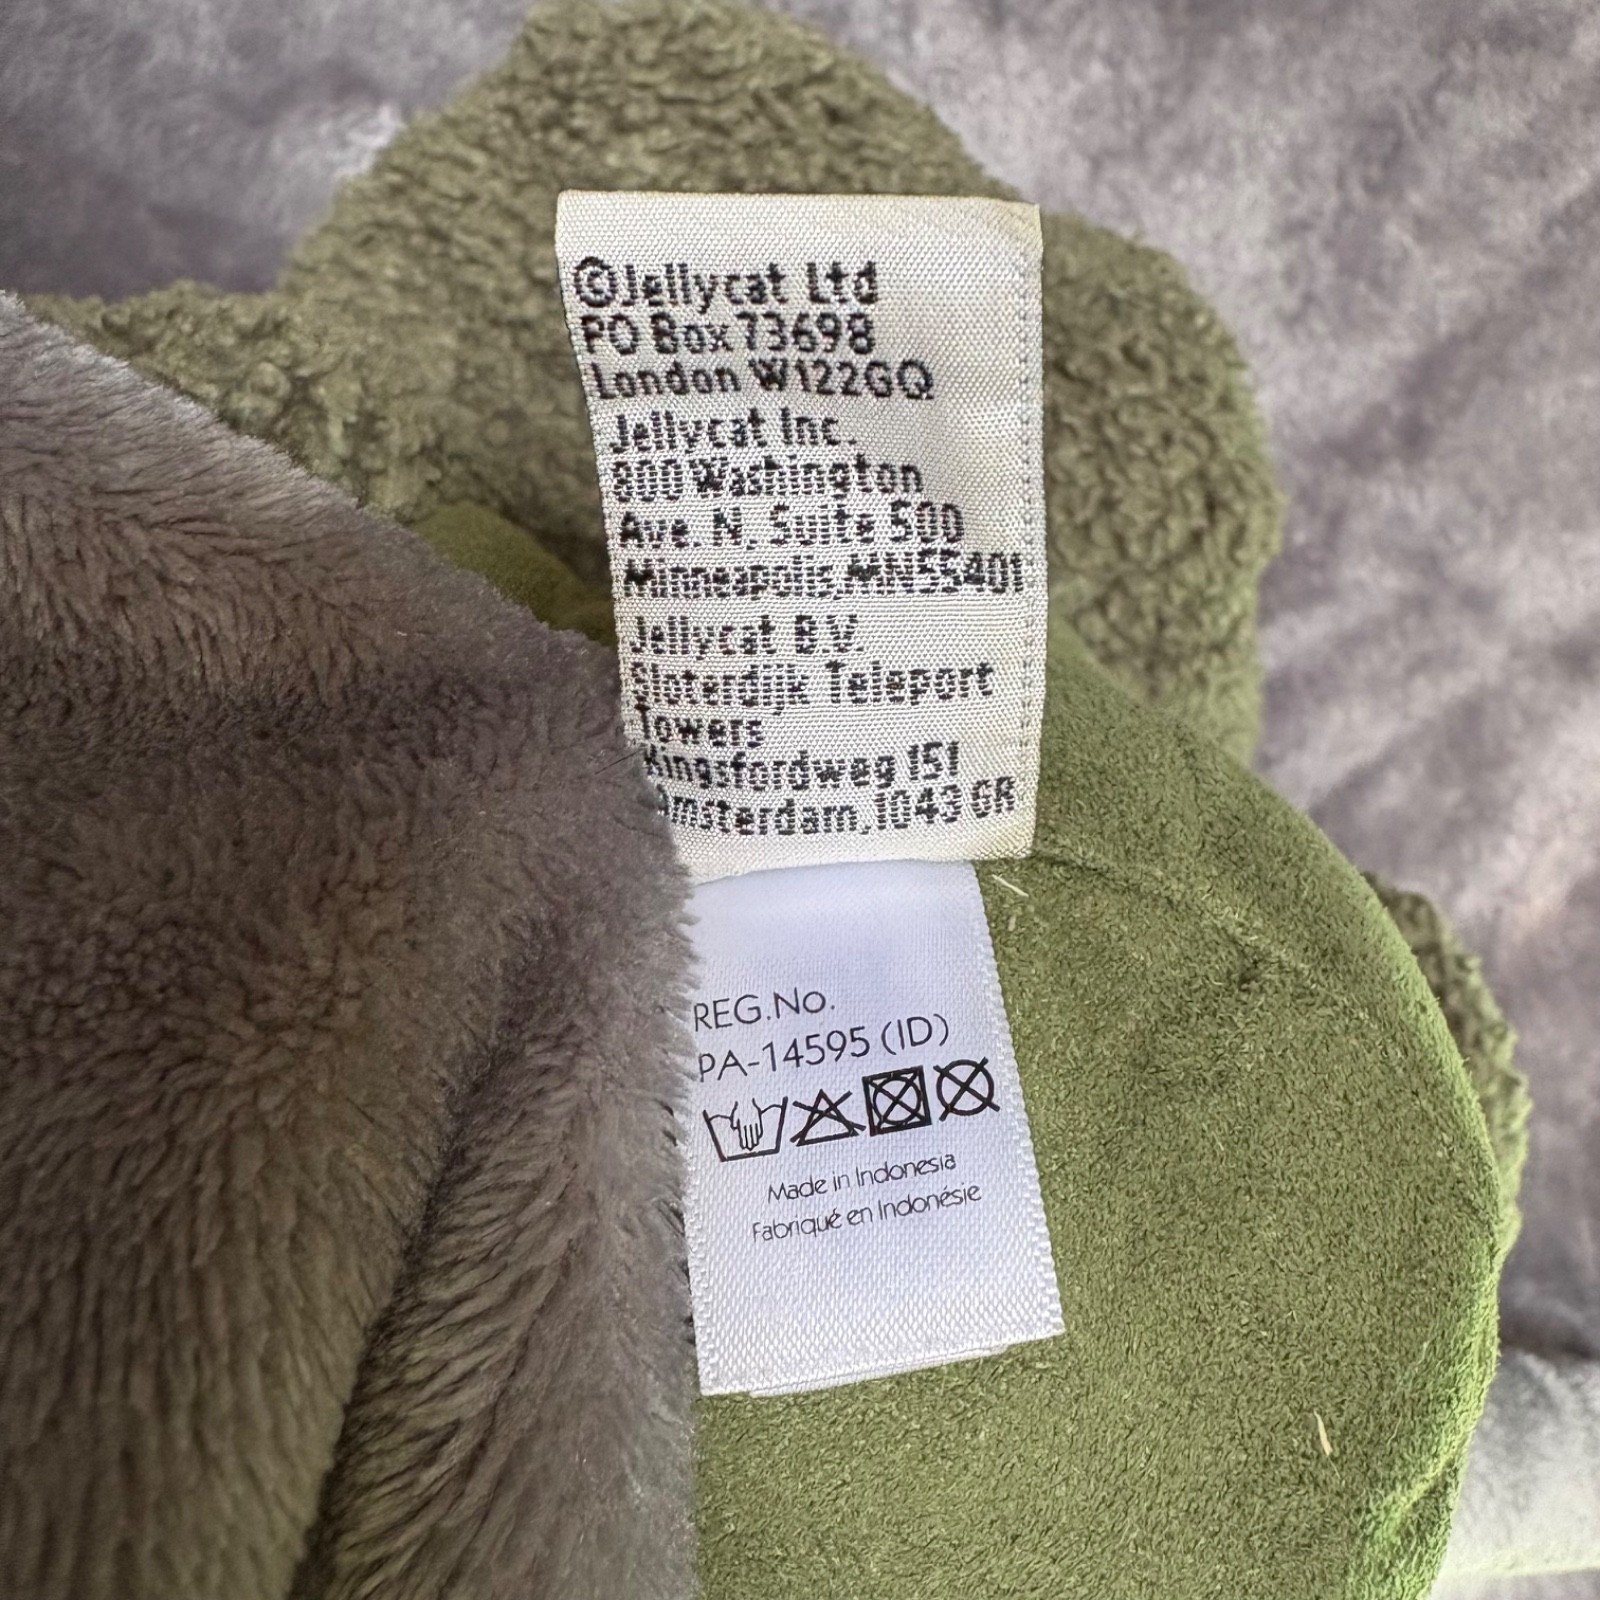 ©Jellycat Ltd
PO Box 73698
London W122GQ
Jellycat Inc.
800 Washington
Ave. N, Suite 500
Minneapolis,MN55401
Jellycat B.V.
Sloterdijk Teleport
Towers
Kingsfordweg 151
Amsterdam, 1043 GR
REG.No.
PA-14595 (ID)
Made in Indonesia
Fabriqué en Indonésie